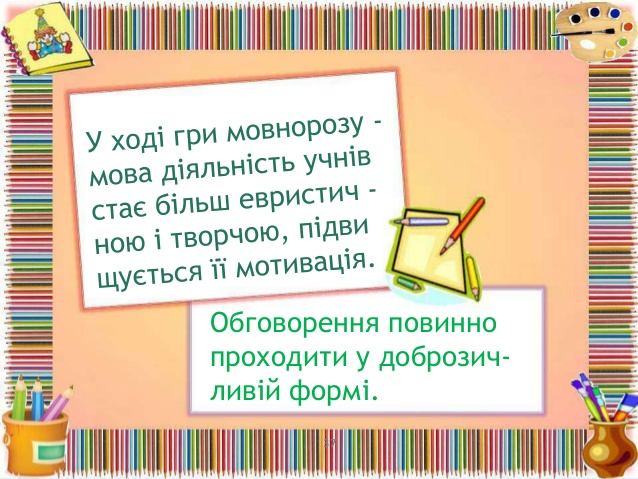 У ході гри мовнорозу -
мова діяльність учнів
стає більш евристич -
ною і творчою, підви
щується її мотивація.
Обговорення повинно
проходити у доброзич-
ливій формі.